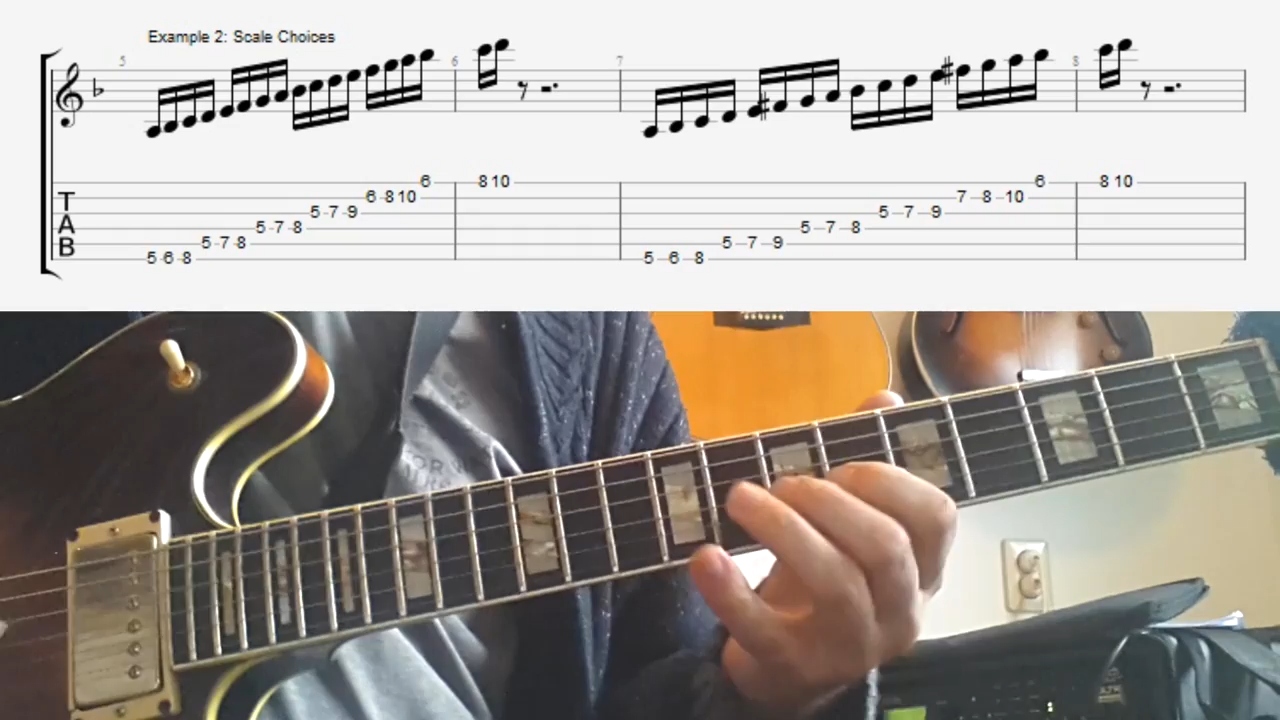 Example 2: Scale Choices
5 6 7 8
6 8 10 6 8 10
6 8 10 7 8 10
T 5 7 9 5 7 9
A 5 7 8 5 7 8
B 5 7 8 5 7 9
5 6 8 5 6 8